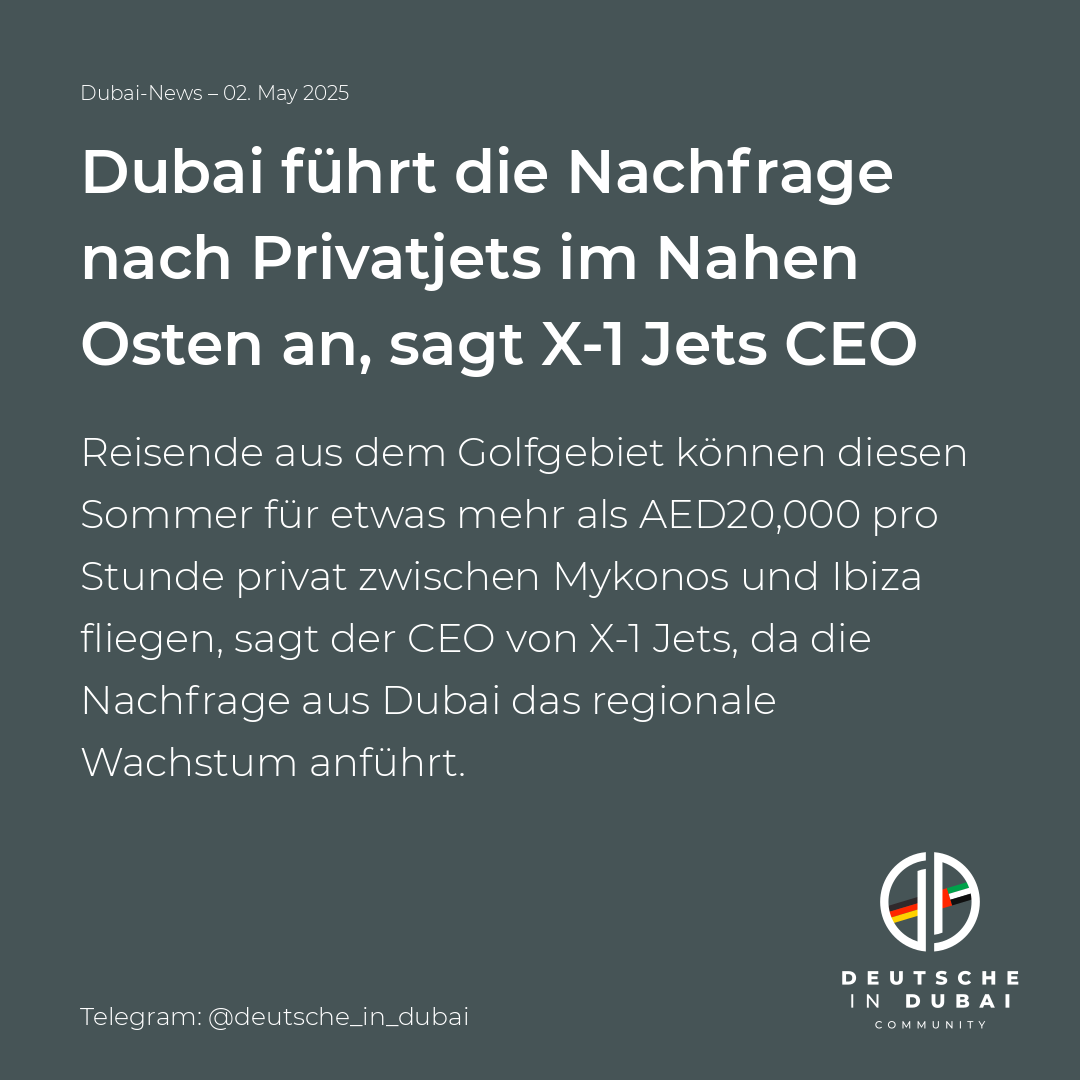 Dubai-News – 02. May 2025
Dubai führt die Nachfrage
nach Privatjets im Nahen
Osten an, sagt X-1 Jets CEO
Reisende aus dem Golfgebiet können diesen
Sommer für etwas mehr als AED20,000 pro
Stunde privat zwischen Mykonos und Ibiza
fliegen, sagt der CEO von X-1 Jets, da die
Nachfrage aus Dubai das regionale
Wachstum anführt.
DEUTSCHE
IN DUBAI
COMMUNITY
Telegram: @deutsche_in_dubai